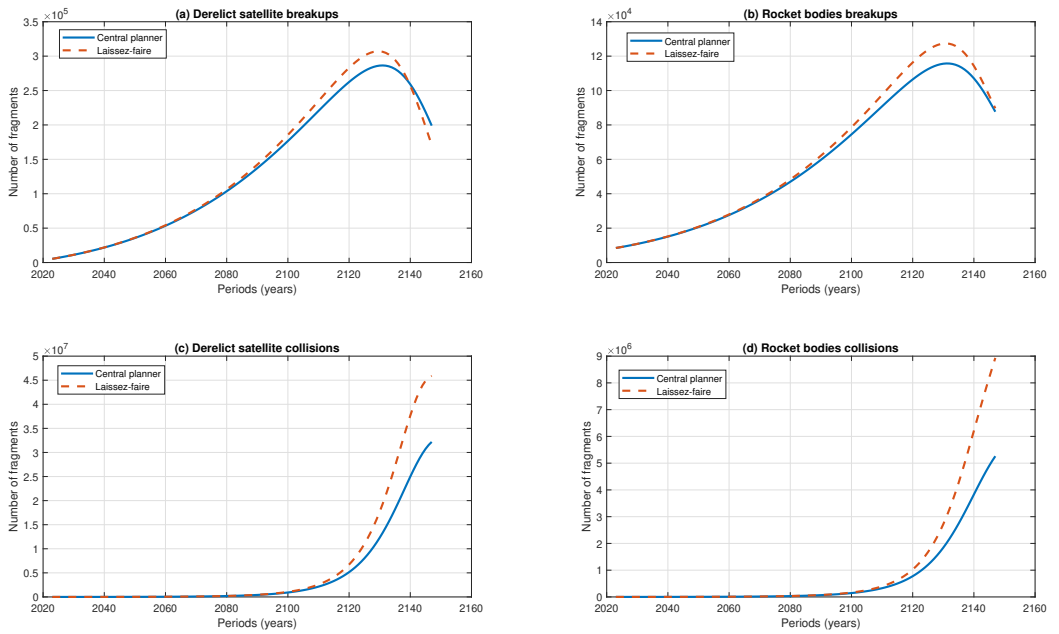 (a) Derelict satellite breakups
×10^5
3.5
3
2.5
2
1.5
1
0.5
0
Number of fragments
Central planner
Laissez-faire
2020 2040 2060 2080 2100 2120 2140 2160
Periods (years)
(b) Rocket bodies breakups
×10^4
14
12
10
8
6
4
2
0
Number of fragments
Central planner
Laissez-faire
2020 2040 2060 2080 2100 2120 2140 2160
Periods (years)
(c) Derelict satellite collisions
×10^7
5
4.5
4
3.5
3
2.5
2
1.5
1
0.5
0
Number of fragments
Central planner
Laissez-faire
2020 2040 2060 2080 2100 2120 2140 2160
Periods (years)
(d) Rocket bodies collisions
×10^6
9
8
7
6
5
4
3
2
1
0
Number of fragments
Central planner
Laissez-faire
2020 2040 2060 2080 2100 2120 2140 2160
Periods (years)